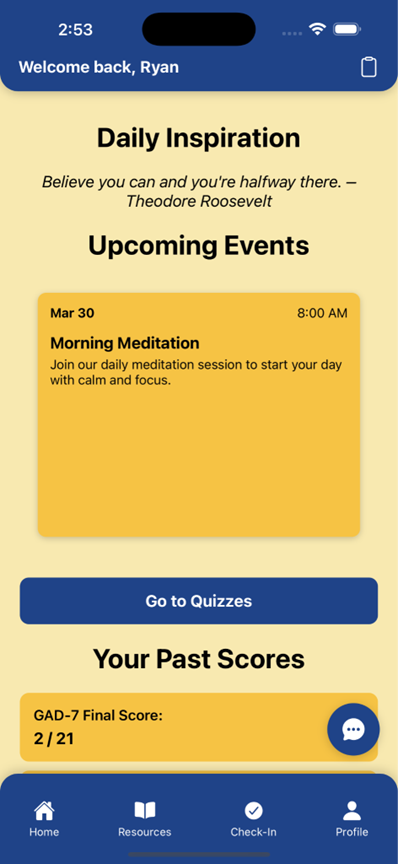 2:53
Welcome back, Ryan
Daily Inspiration
Believe you can and you're halfway there. —
Theodore Roosevelt
Upcoming Events
Mar 30 8:00 AM
Morning Meditation
Join our daily meditation session to start your day
with calm and focus.
Go to Quizzes
Your Past Scores
GAD-7 Final Score:
2 / 21
Home Resources Check-In Profile